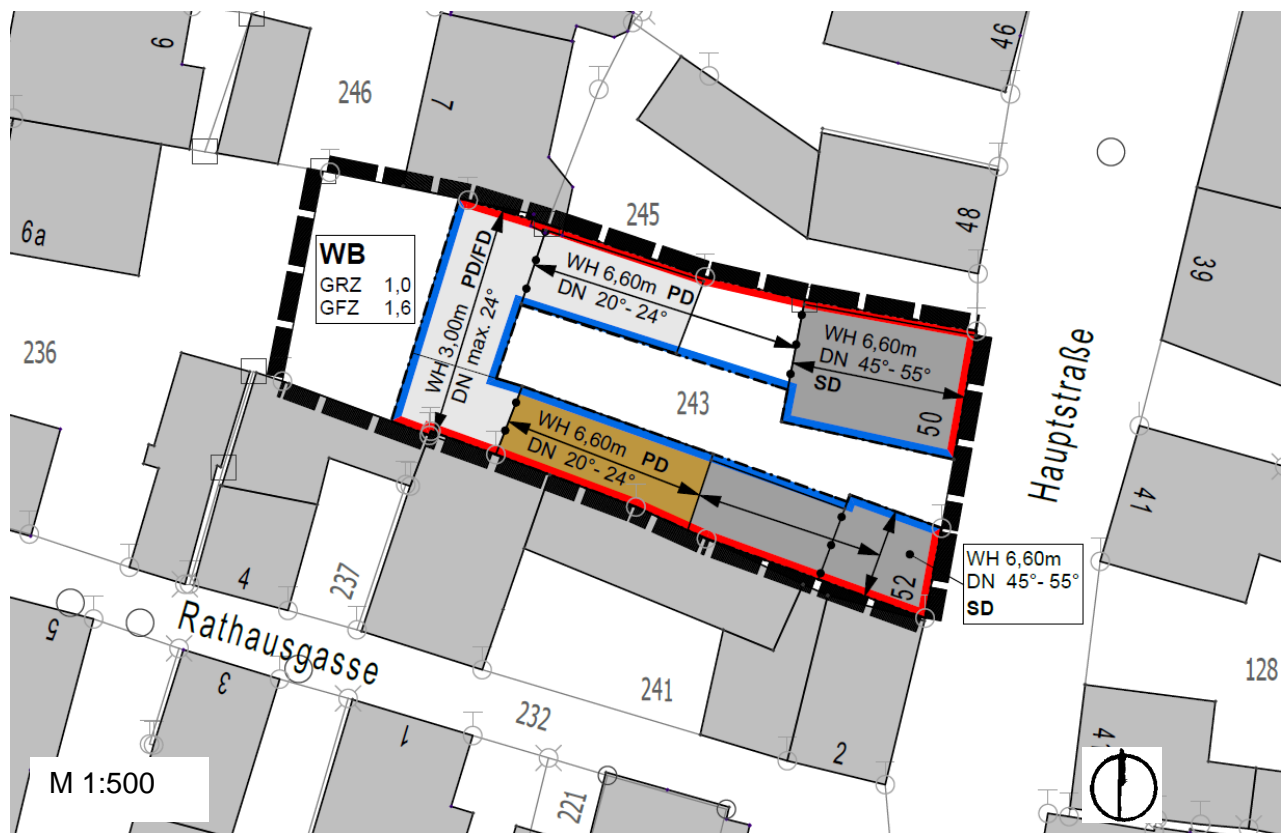 9
246
7
46
6a
245
48
39
WB
GRZ 1,0
GFZ 1,6
WH 3,00m PD/FD
DN max. 24°
WH 6,60m PD
DN 20°- 24°
WH 6,60m
DN 45°- 55°
SD
50
236
243
Hauptstraße
WH 6,60m PD
DN 20°- 24°
41
52
WH 6,60m
DN 45°- 55°
SD
4
237
5
Rathausgasse
3
241
128
232
1
2
M 1:500
221